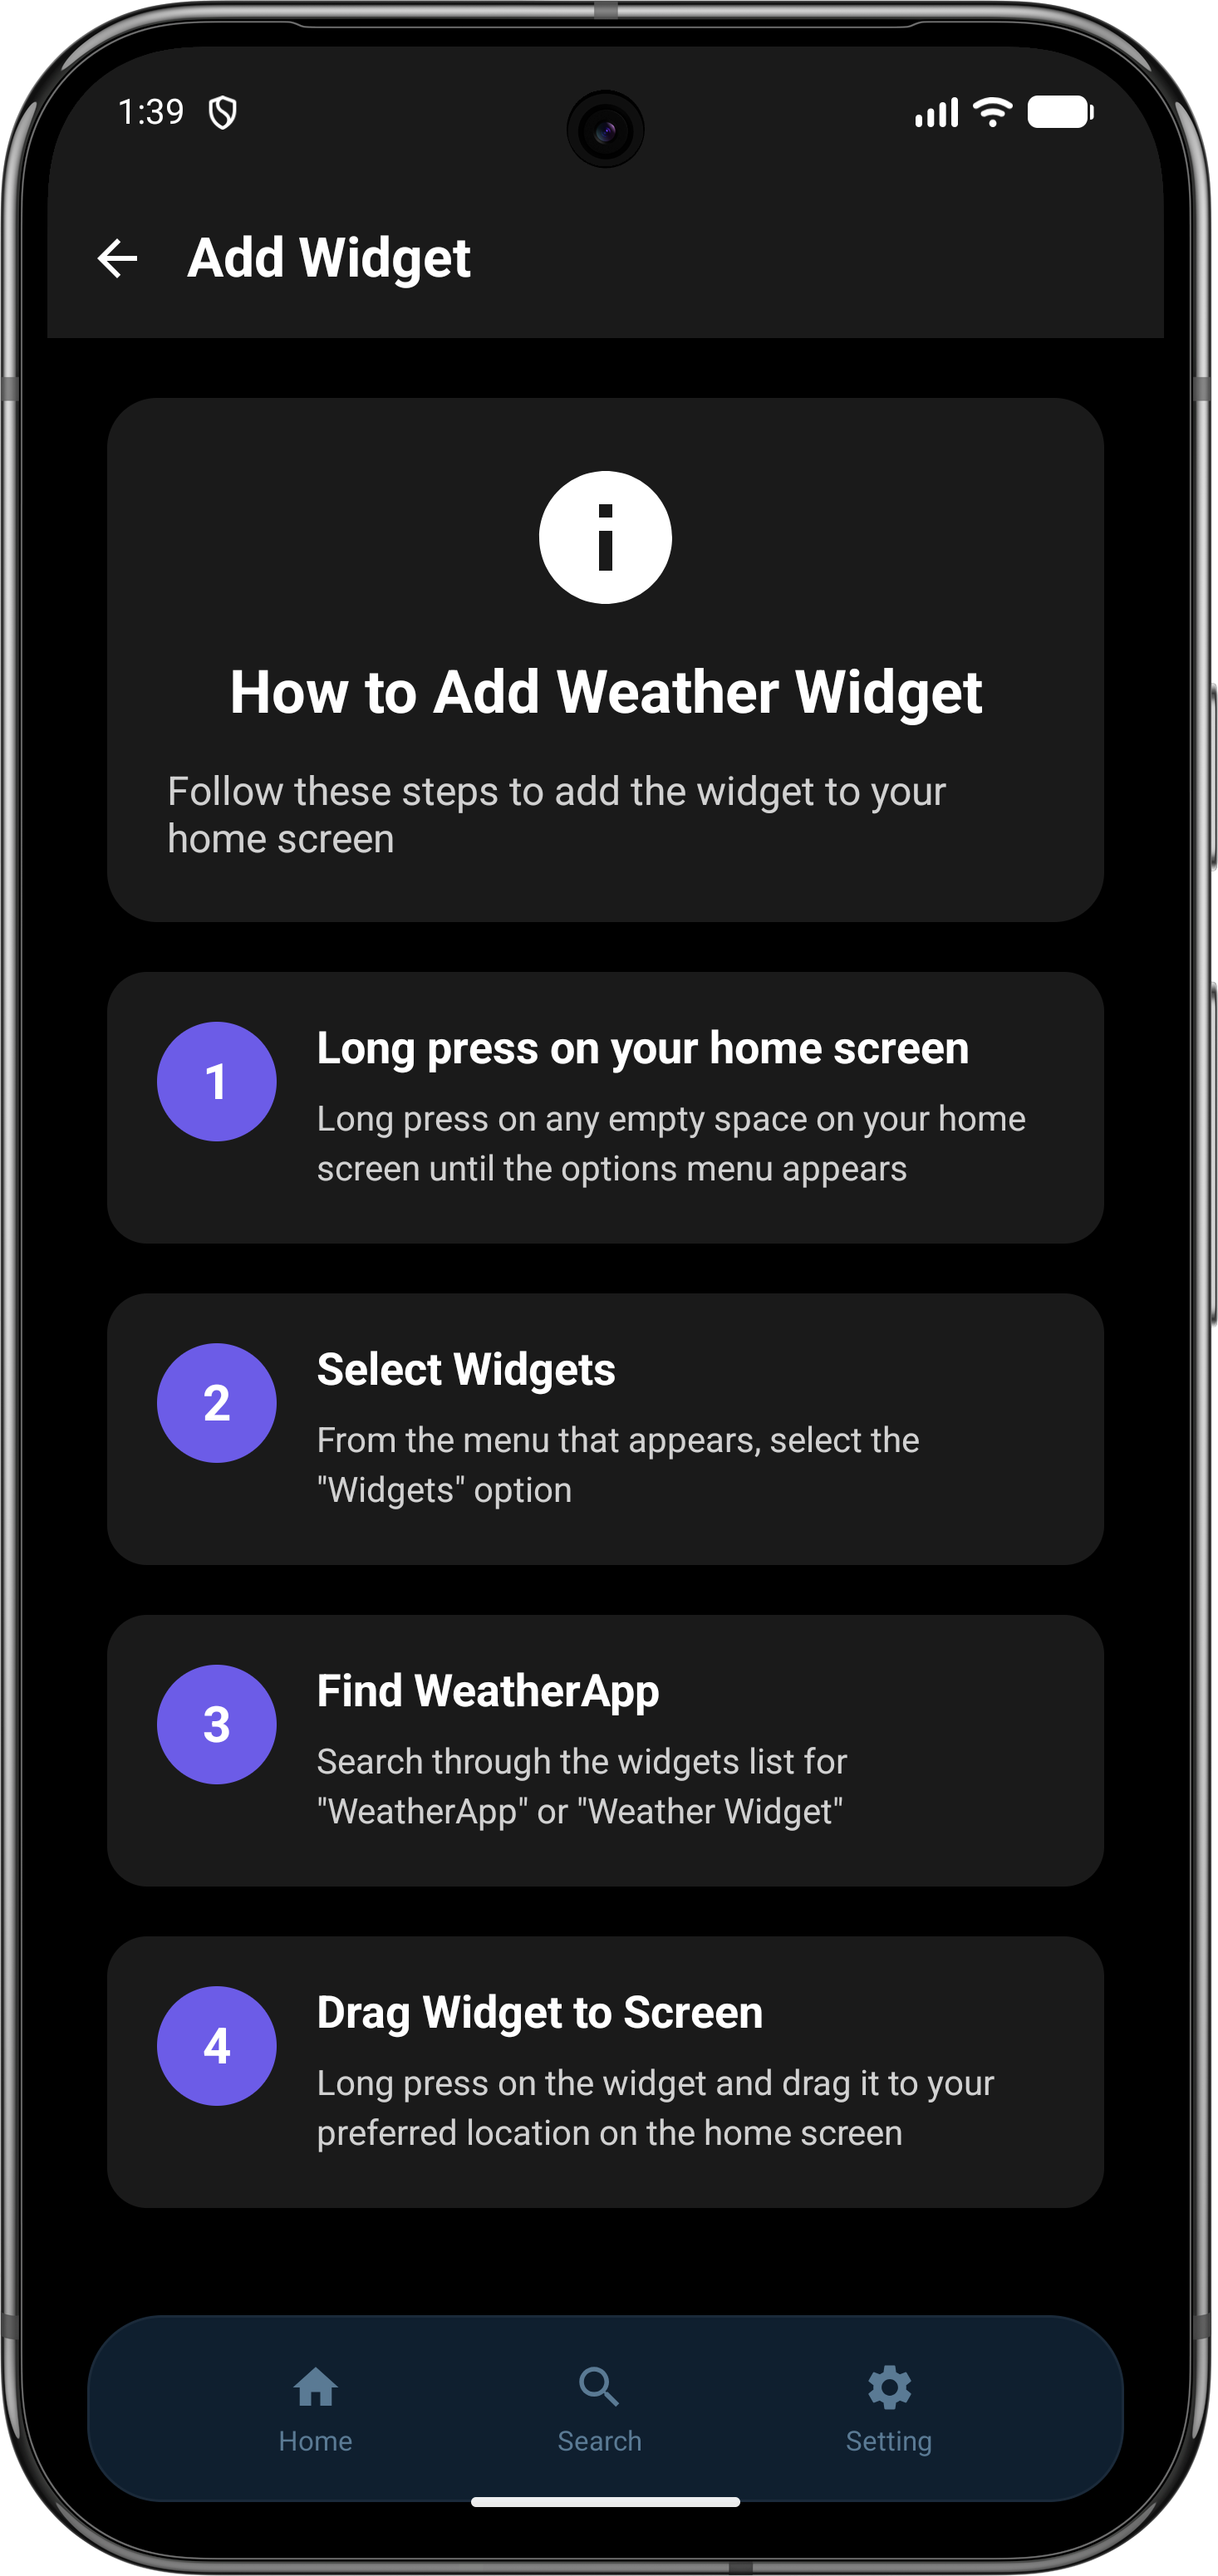 1:39
Add Widget
How to Add Weather Widget
Follow these steps to add the widget to your
home screen
1
Long press on your home screen
Long press on any empty space on your home
screen until the options menu appears
2
Select Widgets
From the menu that appears, select the
"Widgets" option
3
Find WeatherApp
Search through the widgets list for
"WeatherApp" or "Weather Widget"
4
Drag Widget to Screen
Long press on the widget and drag it to your
preferred location on the home screen
Home Search Setting